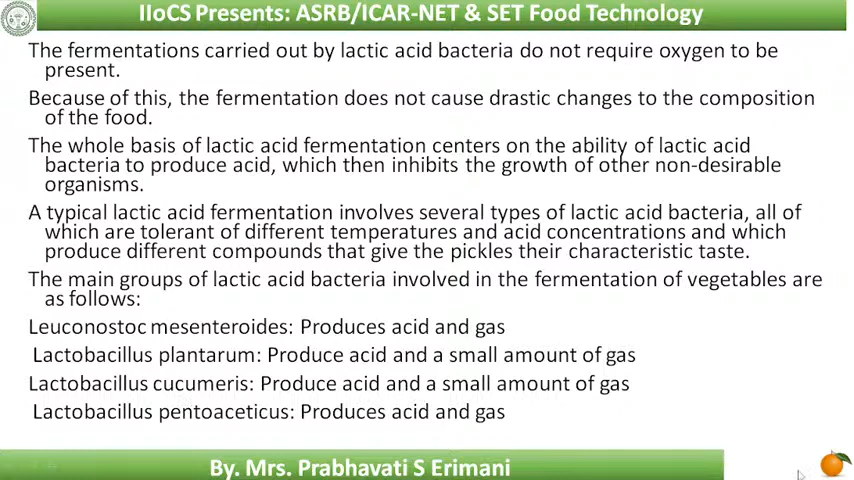 IIoCS Presents: ASRB/ICAR-NET & SET Food Technology
The fermentations carried out by lactic acid bacteria do not require oxygen to be
present.
Because of this, the fermentation does not cause drastic changes to the composition
of the food.
The whole basis of lactic acid fermentation centers on the ability of lactic acid
bacteria to produce acid, which then inhibits the growth of other non-desirable
organisms.
A typical lactic acid fermentation involves several types of lactic acid bacteria, all of
which are tolerant of different temperatures and acid concentrations and which
produce different compounds that give the pickles their characteristic taste.
The main groups of lactic acid bacteria involved in the fermentation of vegetables are
as follows:
Leuconostoc mesenteroides: Produces acid and gas
Lactobacillus plantarum: Produce acid and a small amount of gas
Lactobacillus cucumeris: Produce acid and a small amount of gas
Lactobacillus pentoaceticus: Produces acid and gas
By. Mrs. Prabhavati S Erimani